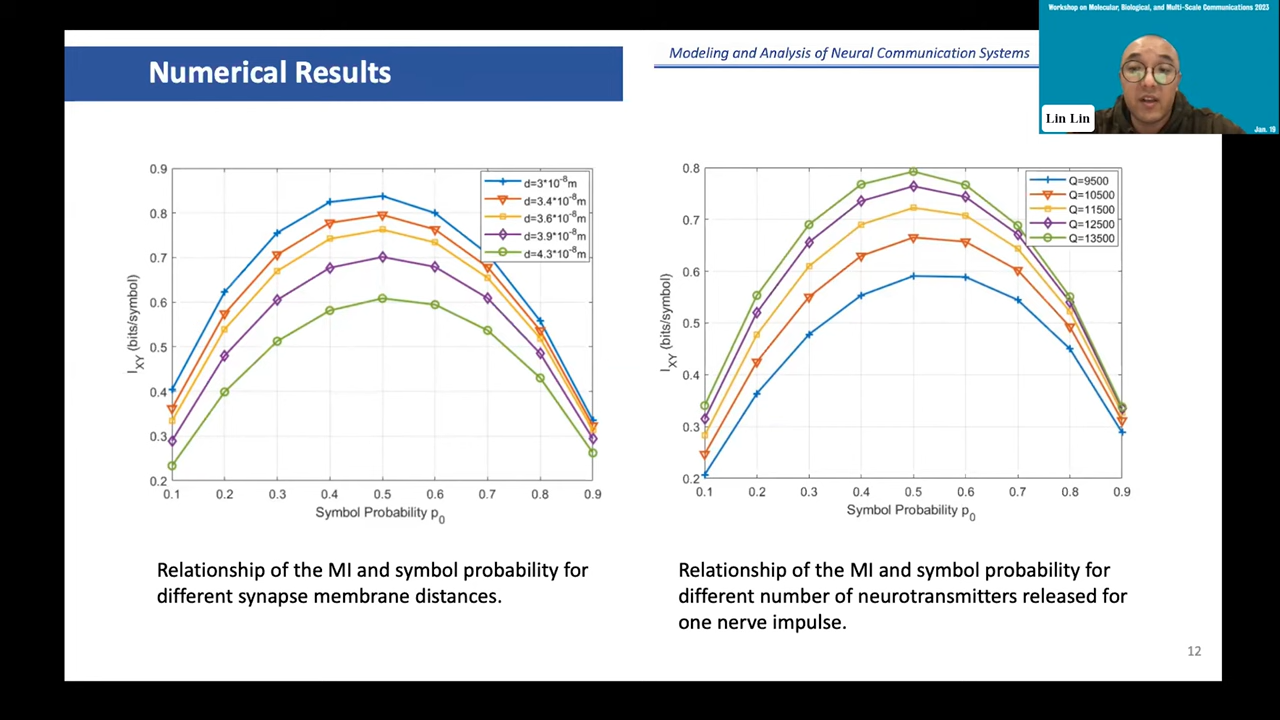 Workshop on Molecular, Biological, and Multi-Scale Communications 2023
Numerical Results
Modeling and Analysis of Neural Communication Systems
Lin Lin
Jan. 19
0.9
0.8
0.7
0.6
0.5
0.4
0.3
0.2
I_XY (bits/symbol)
d=3*10^-8m
d=3.4*10^-8m
d=3.6*10^-8m
d=3.9*10^-8m
d=4.3*10^-8m
0.1 0.2 0.3 0.4 0.5 0.6 0.7 0.8 0.9
Symbol Probability p_0
0.8
0.7
0.6
0.5
0.4
0.3
0.2
I_XY (bits/symbol)
Q=9500
Q=10500
Q=11500
Q=12500
Q=13500
0.1 0.2 0.3 0.4 0.5 0.6 0.7 0.8 0.9
Symbol Probability p_0
Relationship of the MI and symbol probability for
different synapse membrane distances.
Relationship of the MI and symbol probability for
different number of neurotransmitters released for
one nerve impulse.
12